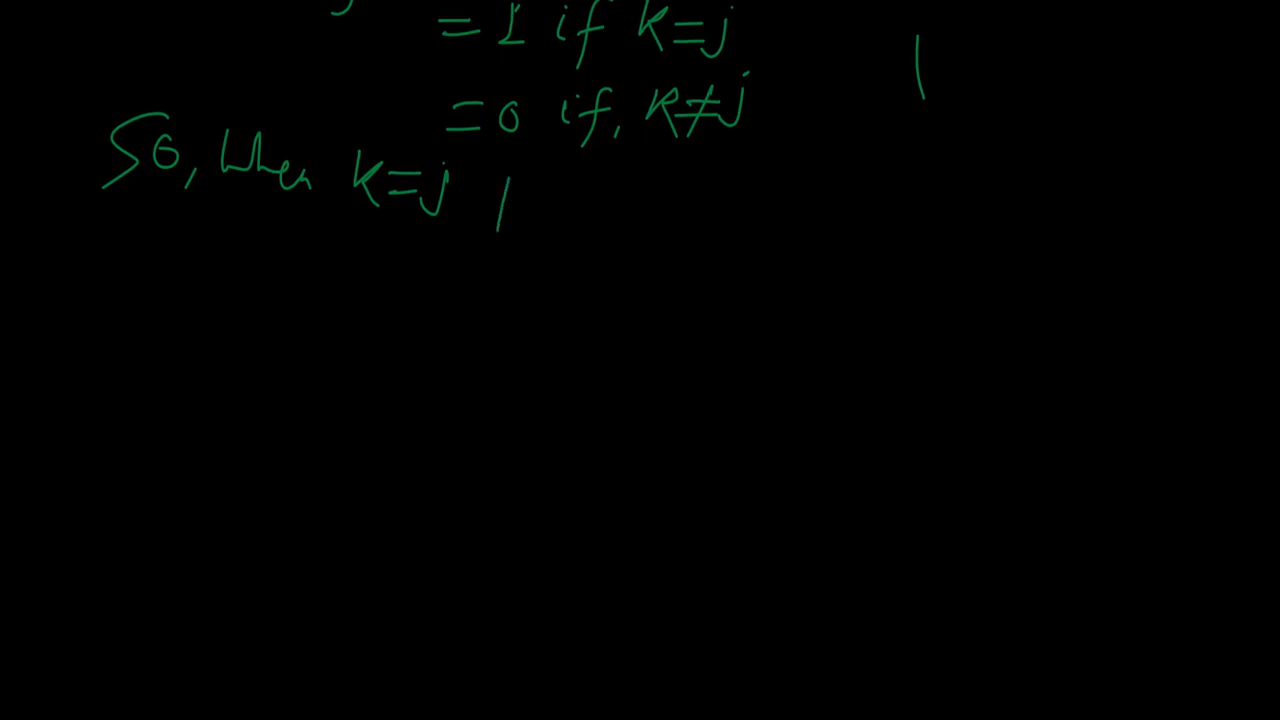 = 1 if k=j
= 0 if, k≠j
So, when k=j